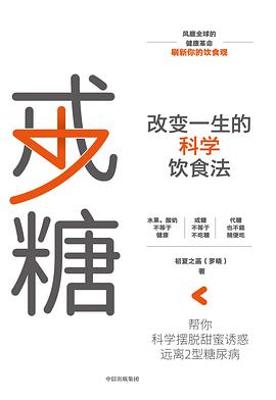 风靡全球的
健康革命
刷新你的饮食观
戒糖
改变一生的
科学
饮食法
水果、酸奶
不等于
健康
戒糖
不等于
不吃糖
代糖
也不能
随便吃
初夏之菡（罗晓）
著
帮你
科学摆脱甜蜜诱惑
远离2型糖尿病
中信出版集团